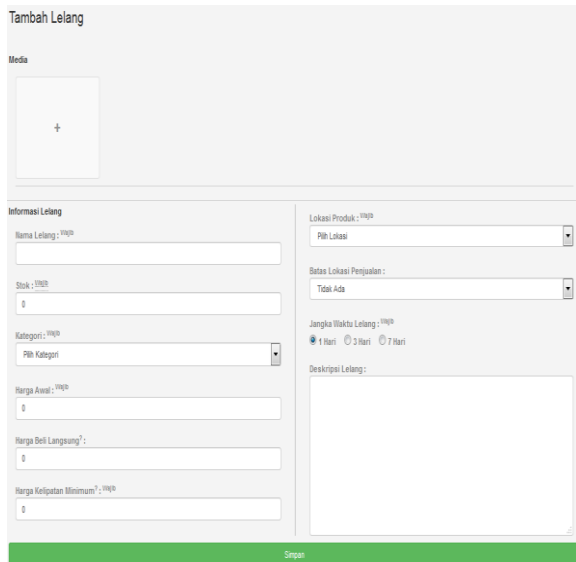 Tambah Lelang
Media
+
Informasi Lelang
Nama Lelang : Wajib
Stok : Wajib
0
Kategori : Wajib
Pilih Kategori
Harga Awal : Wajib
0
Harga Beli Langsung? :
0
Harga Kelipatan Minimum? : Wajib
0
Lokasi Produk : Wajib
Pilih Lokasi
Batas Lokasi Penjualan :
Tidak Ada
Jangka Waktu Lelang : Wajib
1 Hari 3 Hari 7 Hari
Deskripsi Lelang :
Simpan